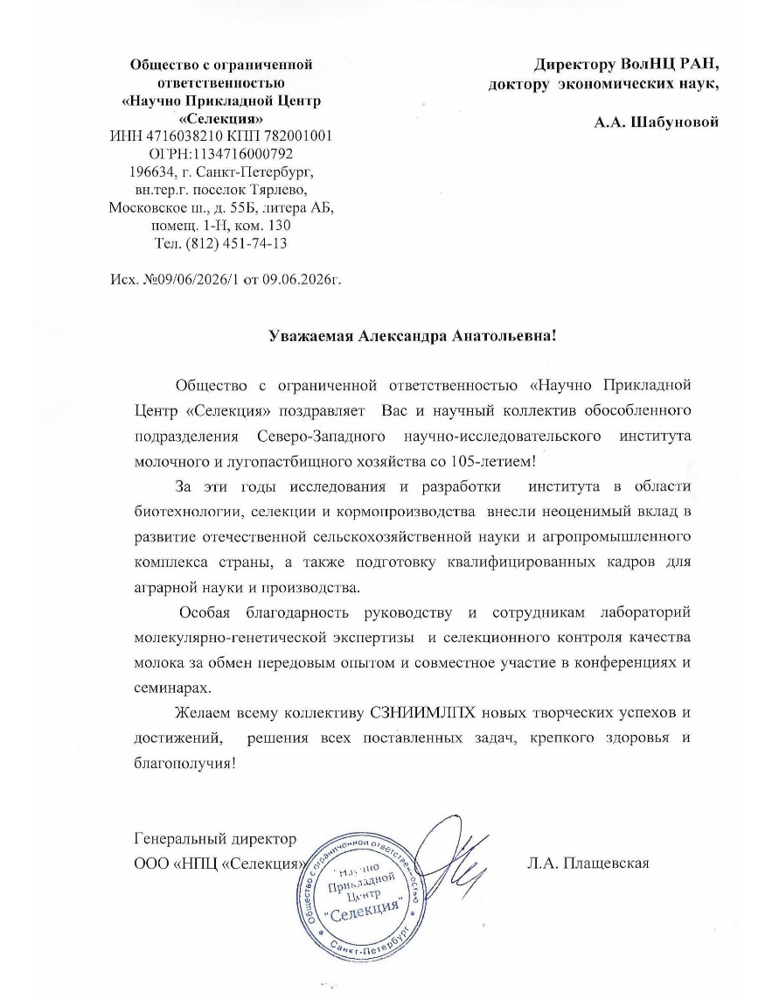 Общество с ограниченной
ответственностью
«Научно Прикладной Центр
«Селекция»
ИНН 4716038210 КПП 782001001
ОГРН:1134716000792
196634, г. Санкт-Петербург,
вн.тер.г. поселок Тярлево,
Московское ш., д. 55Б, литера АБ,
помещ. 1-Н, ком. 130
Тел. (812) 451-74-13
Исх. №09/06/2026/1 от 09.06.2026г.
Директору ВолНЦ РАН,
доктору экономических наук,
А.А. Шабуновой
Уважаемая Александра Анатольевна!
Общество с ограниченной ответственностью «Научно Прикладной
Центр «Селекция» поздравляет Вас и научный коллектив обособленного
подразделения Северо-Западного научно-исследовательского института
молочного и лугопастбищного хозяйства со 105-летием!
За эти годы исследования и разработки института в области
биотехнологии, селекции и кормопроизводства внесли неоценимый вклад в
развитие отечественной сельскохозяйственной науки и агропромышленного
комплекса страны, а также подготовку квалифицированных кадров для
аграрной науки и производства.
Особая благодарность руководству и сотрудникам лабораторий
молекулярно-генетической экспертизы и селекционного контроля качества
молока за обмен передовым опытом и совместное участие в конференциях и
семинарах.
Желаем всему коллективу СЗНИИМЛПХ новых творческих успехов и
достижений, решения всех поставленных задач, крепкого здоровья и
благополучия!
Генеральный директор
ООО «НПЦ «Селекция»
Л.А. Плащевская
Общество с ограниченной ответственностью
"Научно
Прикладной
Центр
"Селекция"
* Санкт-Петербург *